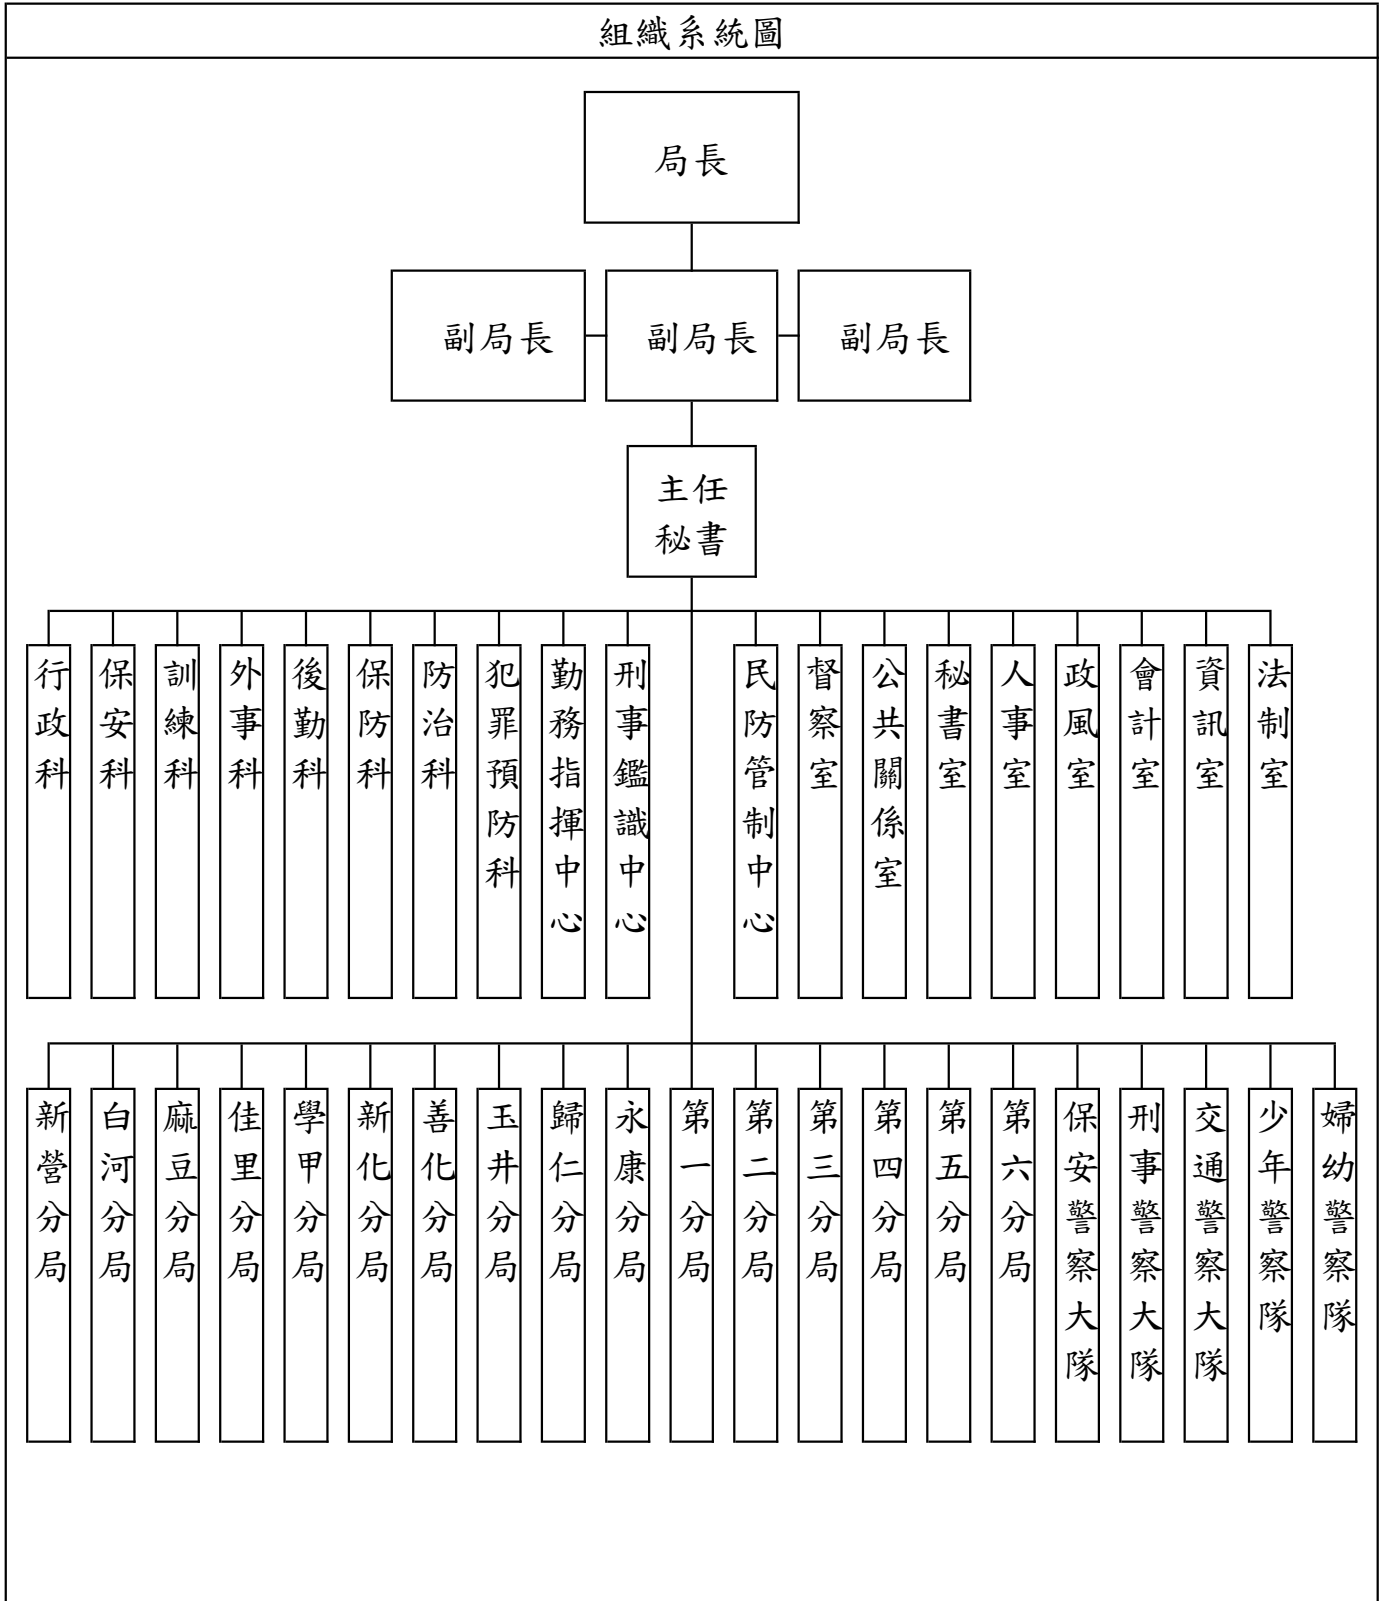 組織系統圖
局長
副局長
副局長
副局長
主任
秘書
行政科
保安科
訓練科
外事科
後勤科
保防科
防治科
犯罪預防科
勤務指揮中心
刑事鑑識中心
民防管制中心
督察室
公共關係室
秘書室
人事室
政風室
會計室
資訊室
法制室
新營分局
白河分局
麻豆分局
佳里分局
學甲分局
新化分局
善化分局
玉井分局
歸仁分局
永康分局
第一分局
第二分局
第三分局
第四分局
第五分局
第六分局
保安警察大隊
刑事警察大隊
交通警察大隊
少年警察隊
婦幼警察隊